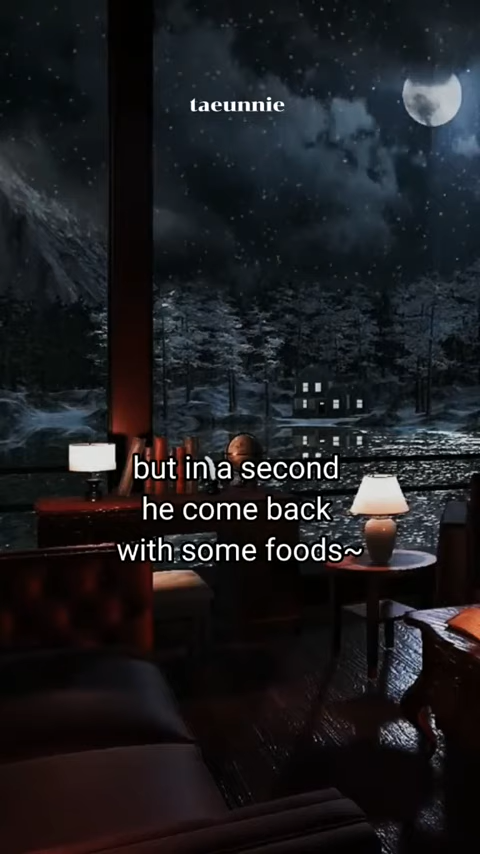 taeunnie
but in a second
he come back
with some foods~